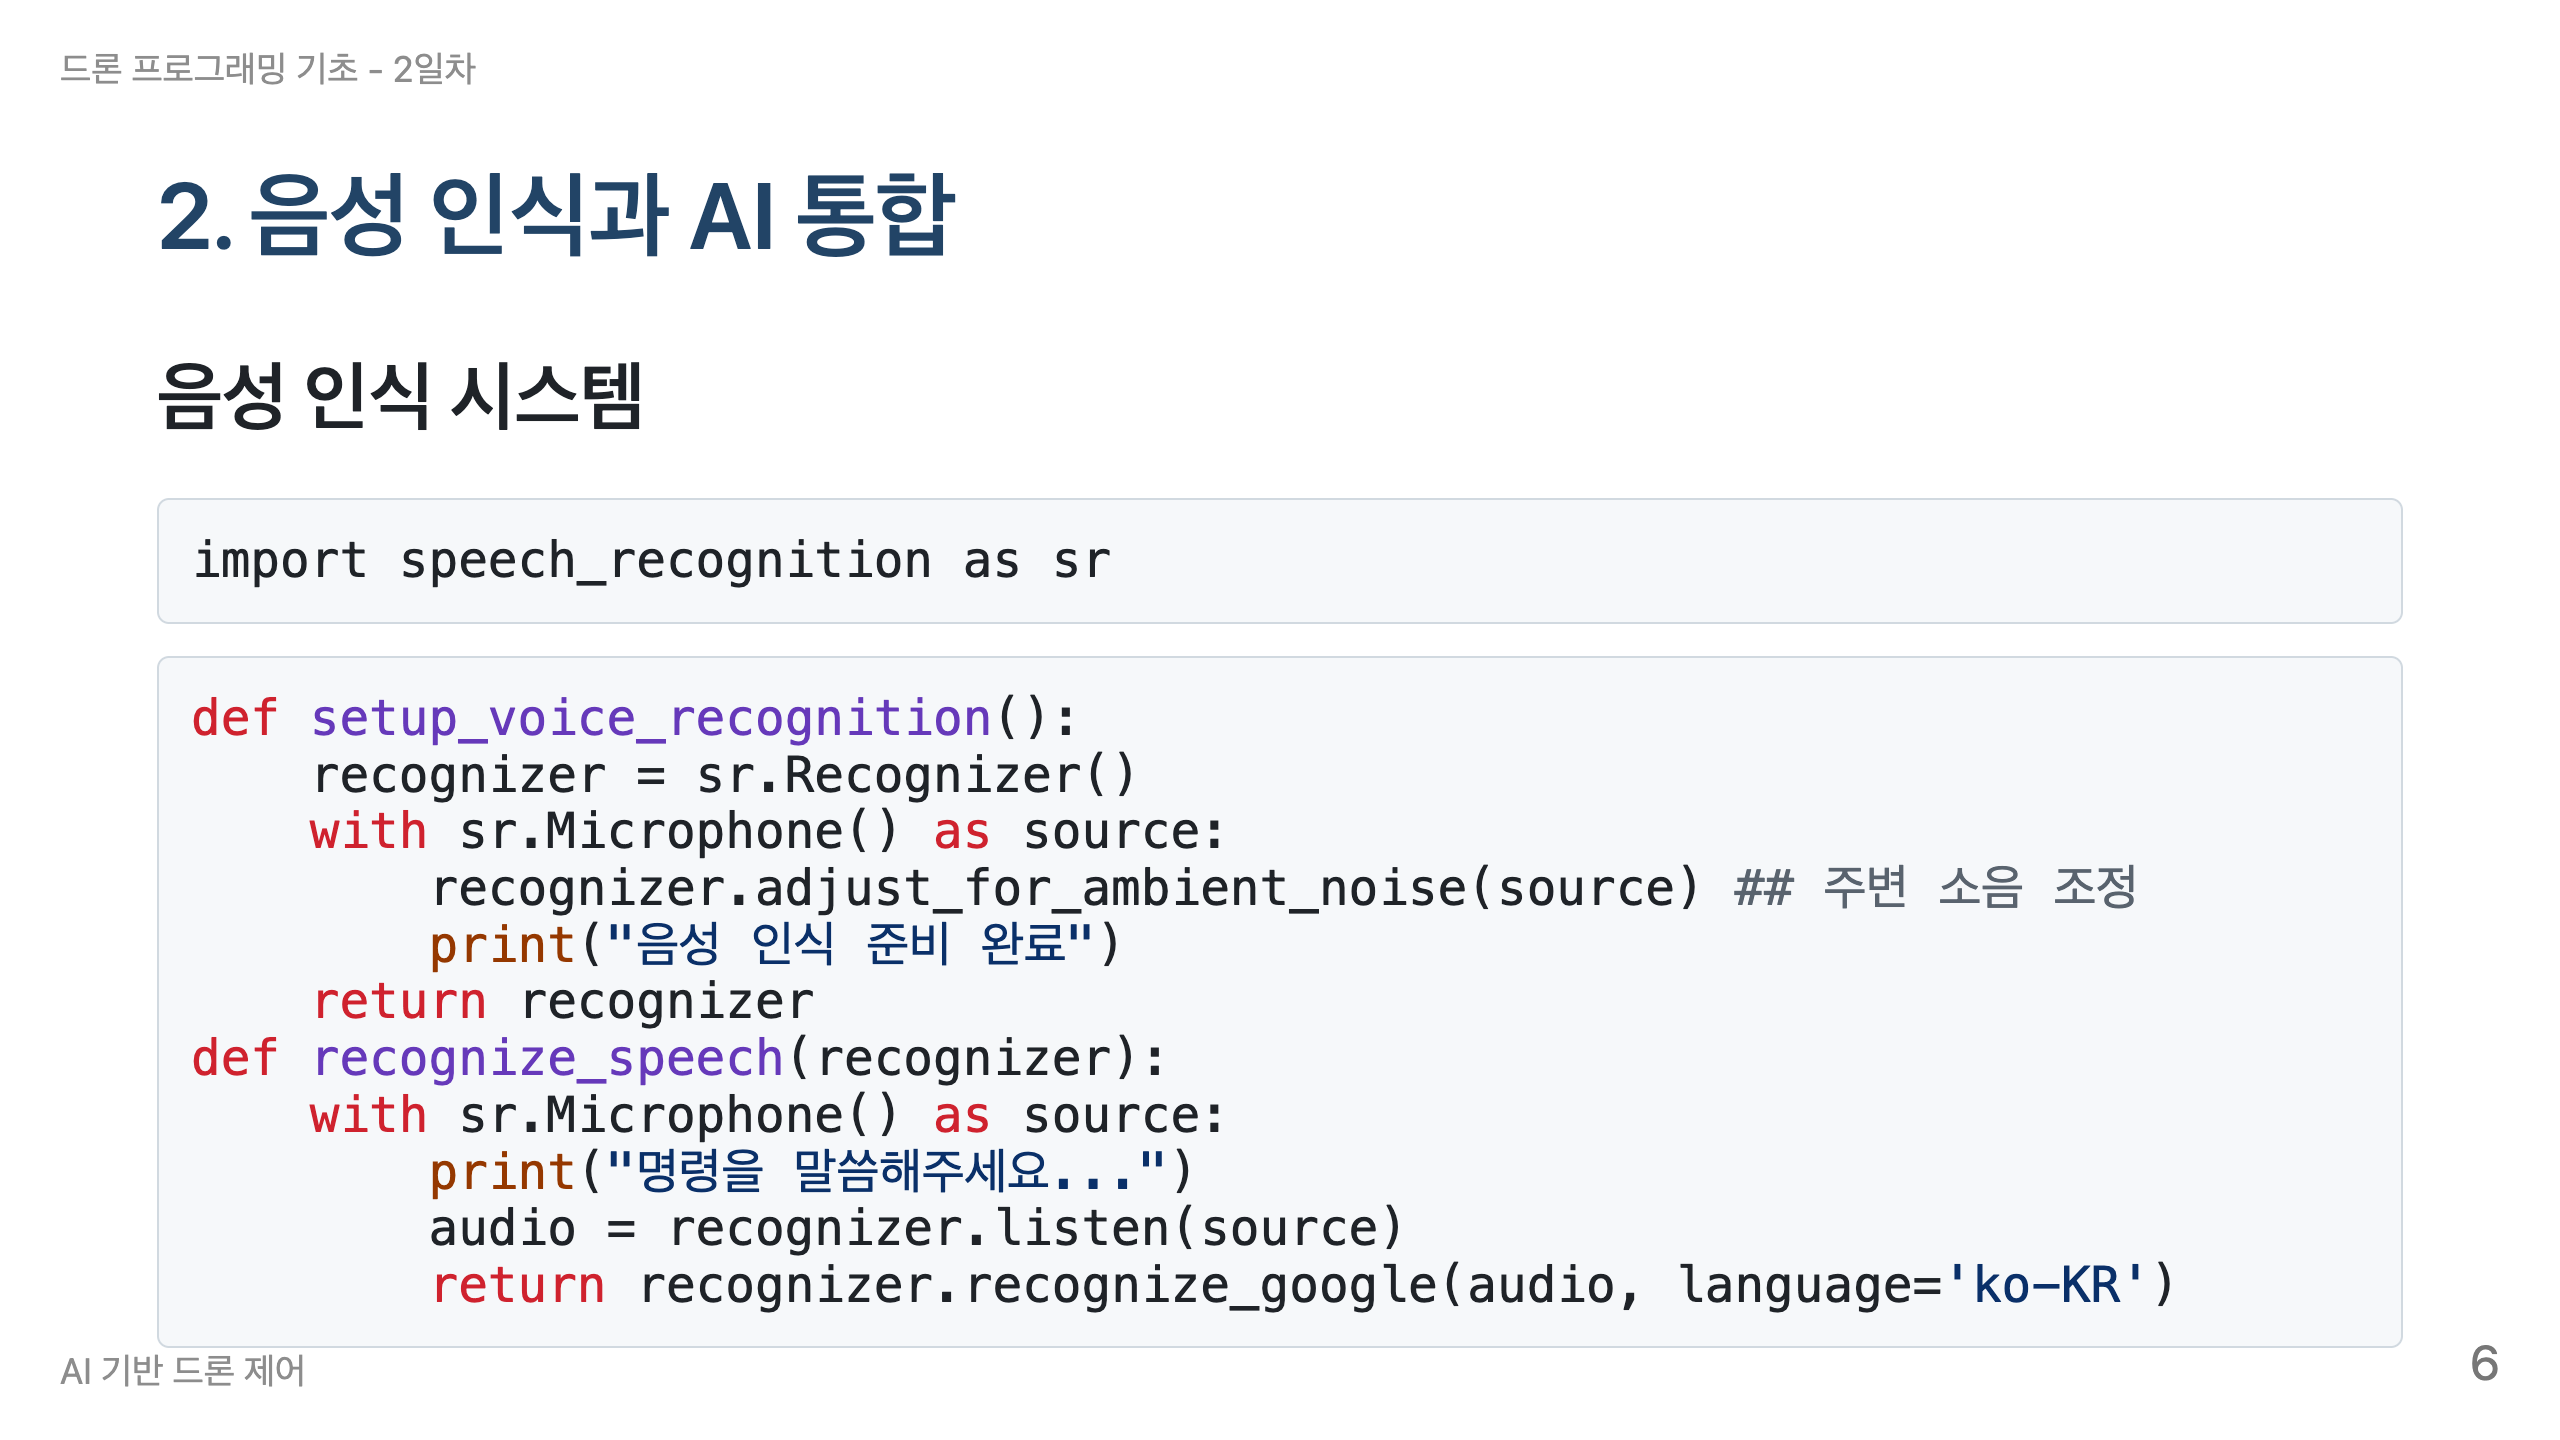 드론 프로그래밍 기초 - 2일차
2. 음성 인식과 AI 통합
음성 인식 시스템
import speech_recognition as sr
def setup_voice_recognition():
    recognizer = sr.Recognizer()
    with sr.Microphone() as source:
        recognizer.adjust_for_ambient_noise(source) ## 주변 소음 조정
        print("음성 인식 준비 완료")
    return recognizer
def recognize_speech(recognizer):
    with sr.Microphone() as source:
        print("명령을 말씀해주세요...")
        audio = recognizer.listen(source)
        return recognizer.recognize_google(audio, language='ko-KR')
AI 기반 드론 제어
6